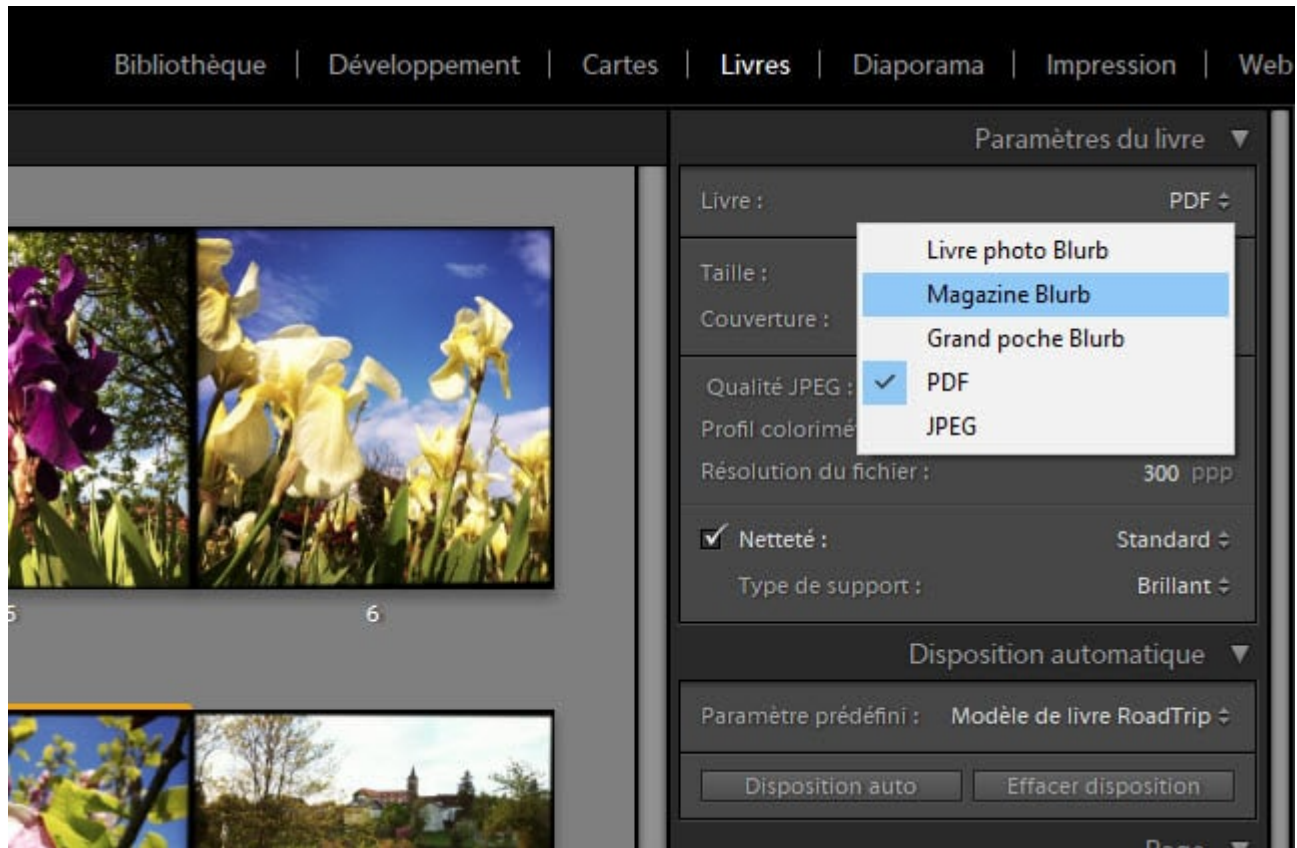 Bibliothèque | Développement | Cartes | Livres | Diaporama | Impression | Web
Paramètres du livre
Livre : PDF
Livre photo Blurb
Taille :
Magazine Blurb
Couverture :
Grand poche Blurb
Qualité JPEG :
PDF
Profil colorimé
JPEG
Résolution du fichier : 300 ppp
Netteté : Standard
Type de support : Brillant
6
Disposition automatique
Paramètre prédéfini : Modèle de livre RoadTrip
Disposition auto Effacer disposition
Page